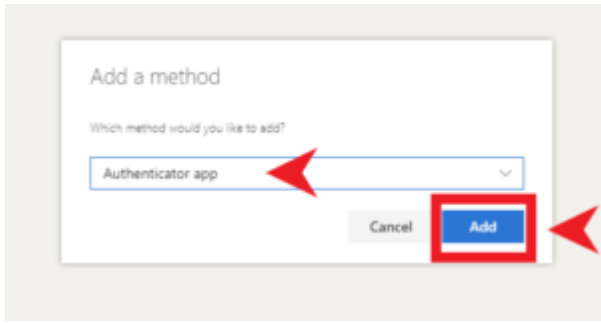 Add a method
Which method would you like to add?
Authenticator app
Cancel
Add